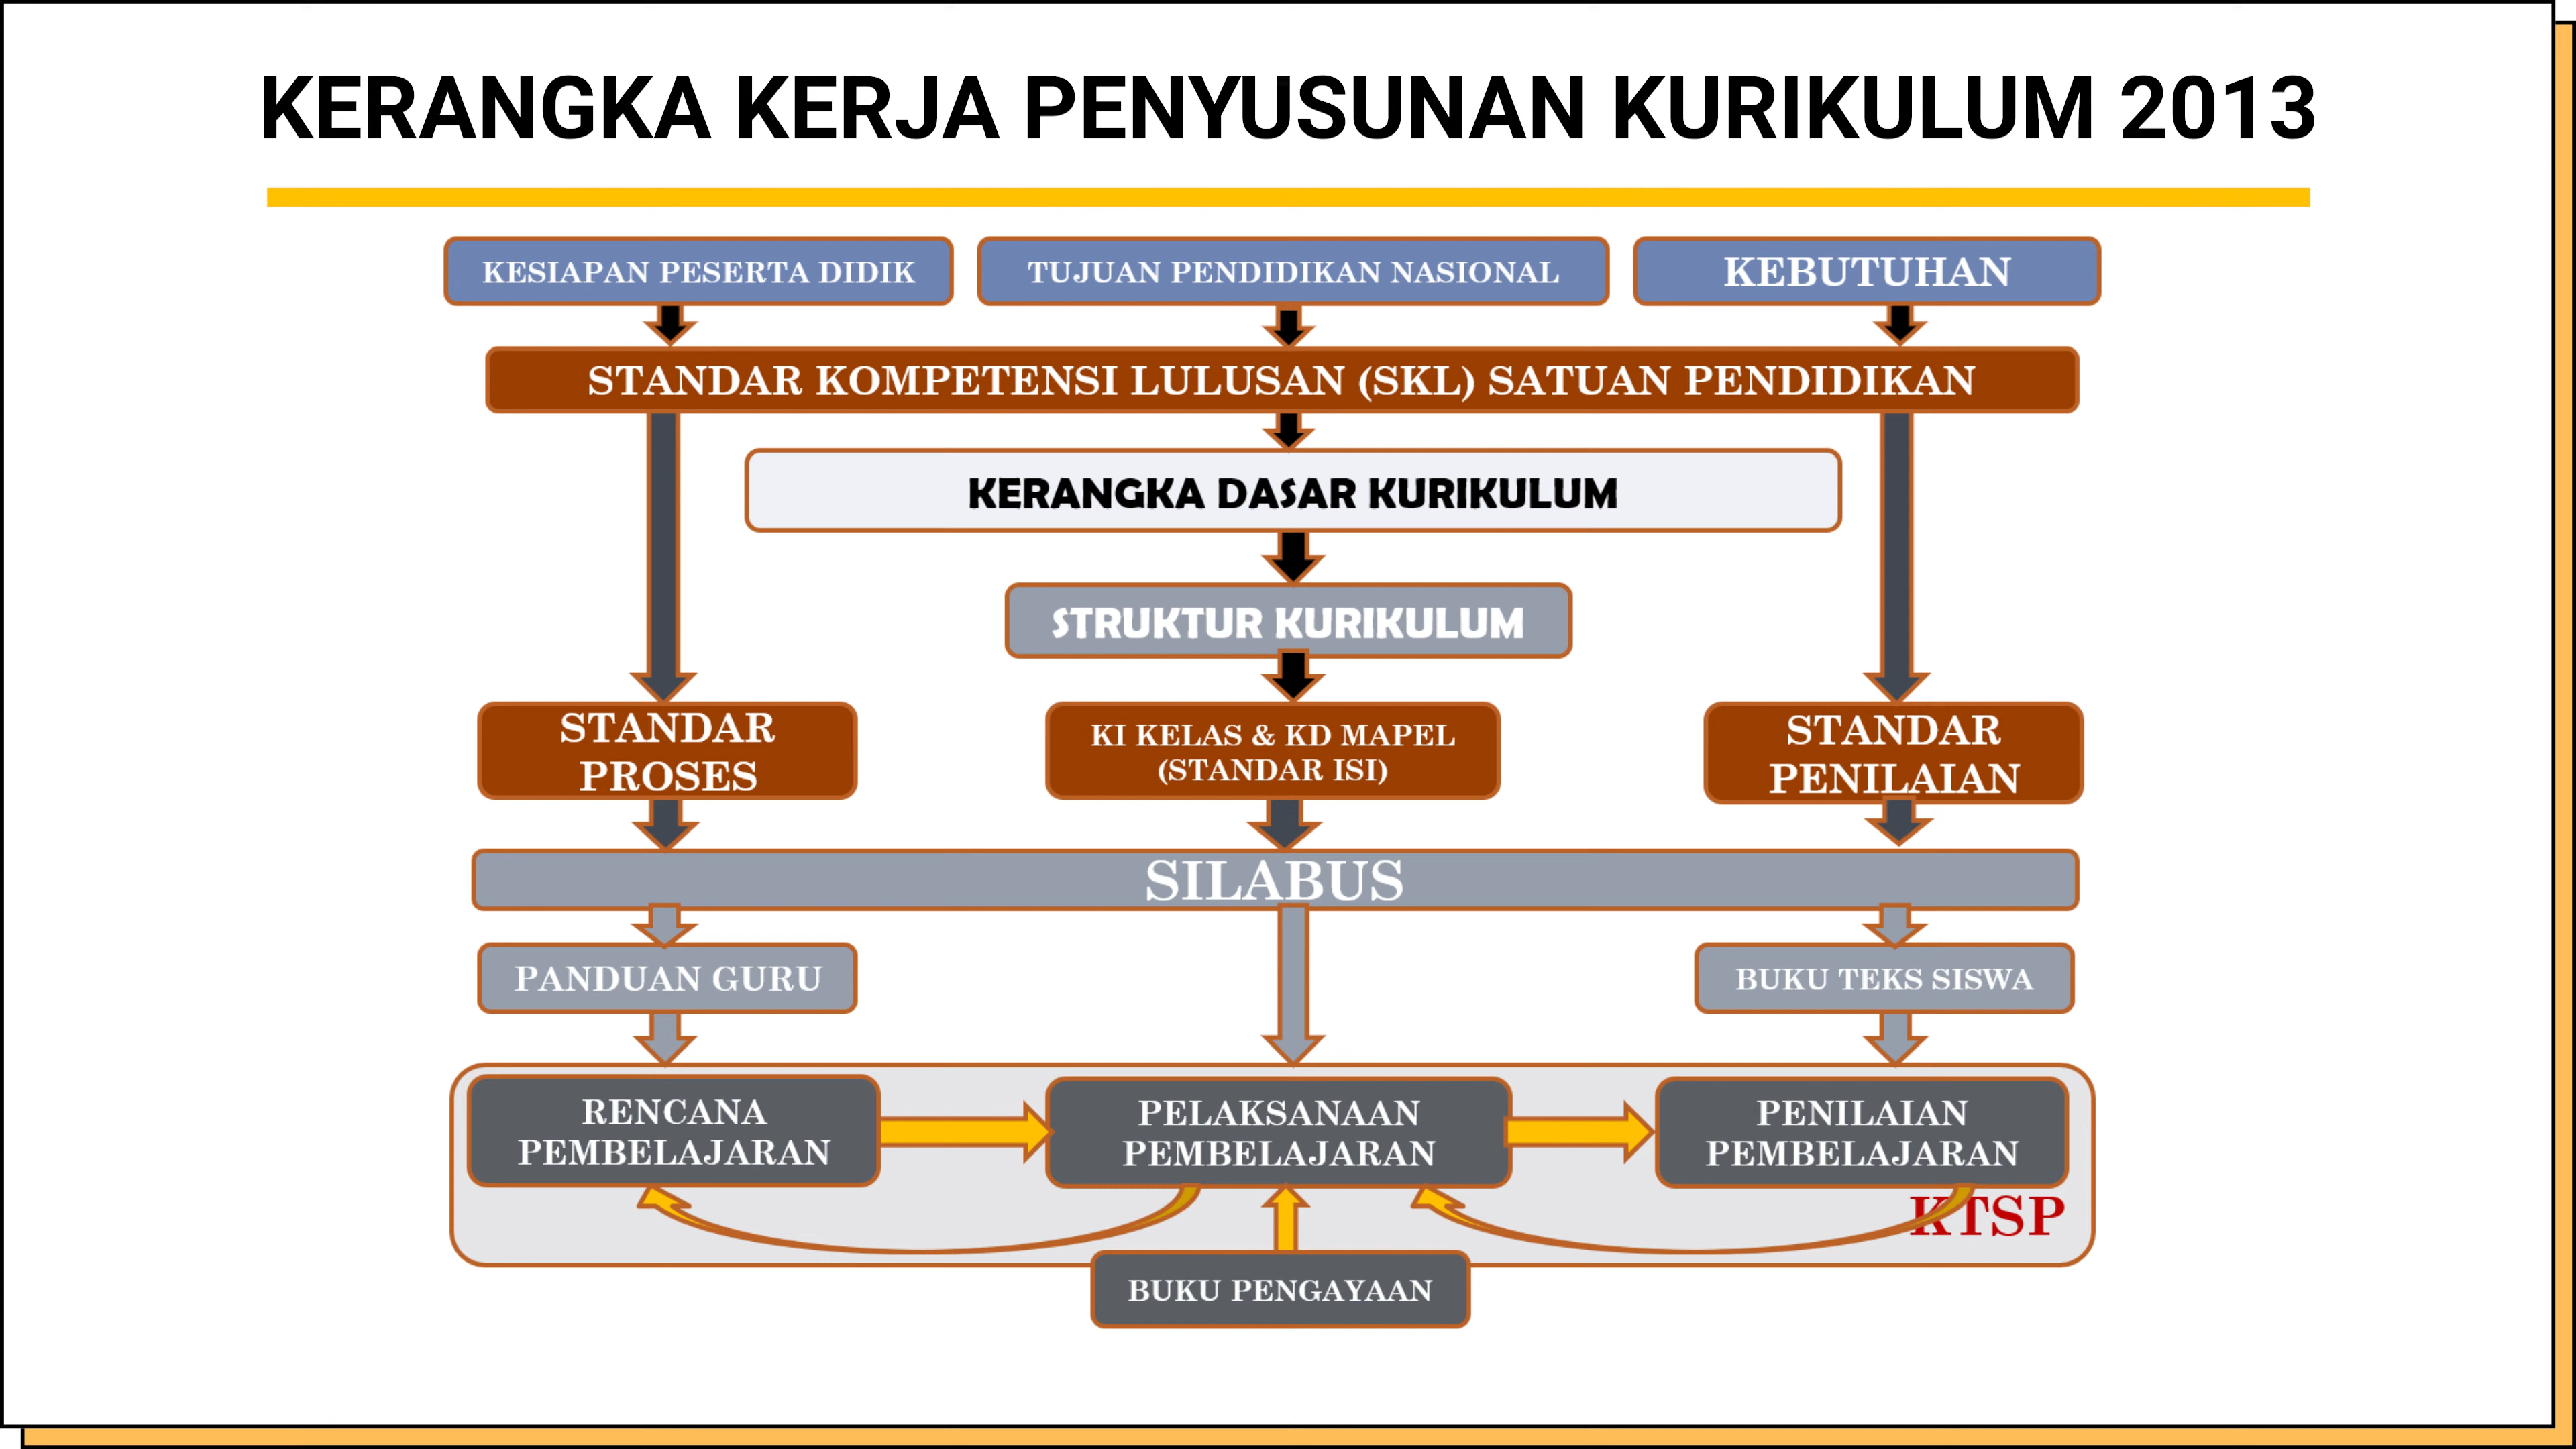 KERANGKA KERJA PENYUSUNAN KURIKULUM 2013
KESIAPAN PESERTA DIDIK
TUJUAN PENDIDIKAN NASIONAL
KEBUTUHAN
STANDAR KOMPETENSI LULUSAN (SKL) SATUAN PENDIDIKAN
KERANGKA DASAR KURIKULUM
STRUKTUR KURIKULUM
STANDAR
PROSES
KI KELAS & KD MAPEL
(STANDAR ISI)
STANDAR
PENILAIAN
SILABUS
PANDUAN GURU
BUKU TEKS SISWA
RENCANA
PEMBELAJARAN
PELAKSANAAN
PEMBELAJARAN
PENILAIAN
PEMBELAJARAN
KTSP
BUKU PENGAYAAN